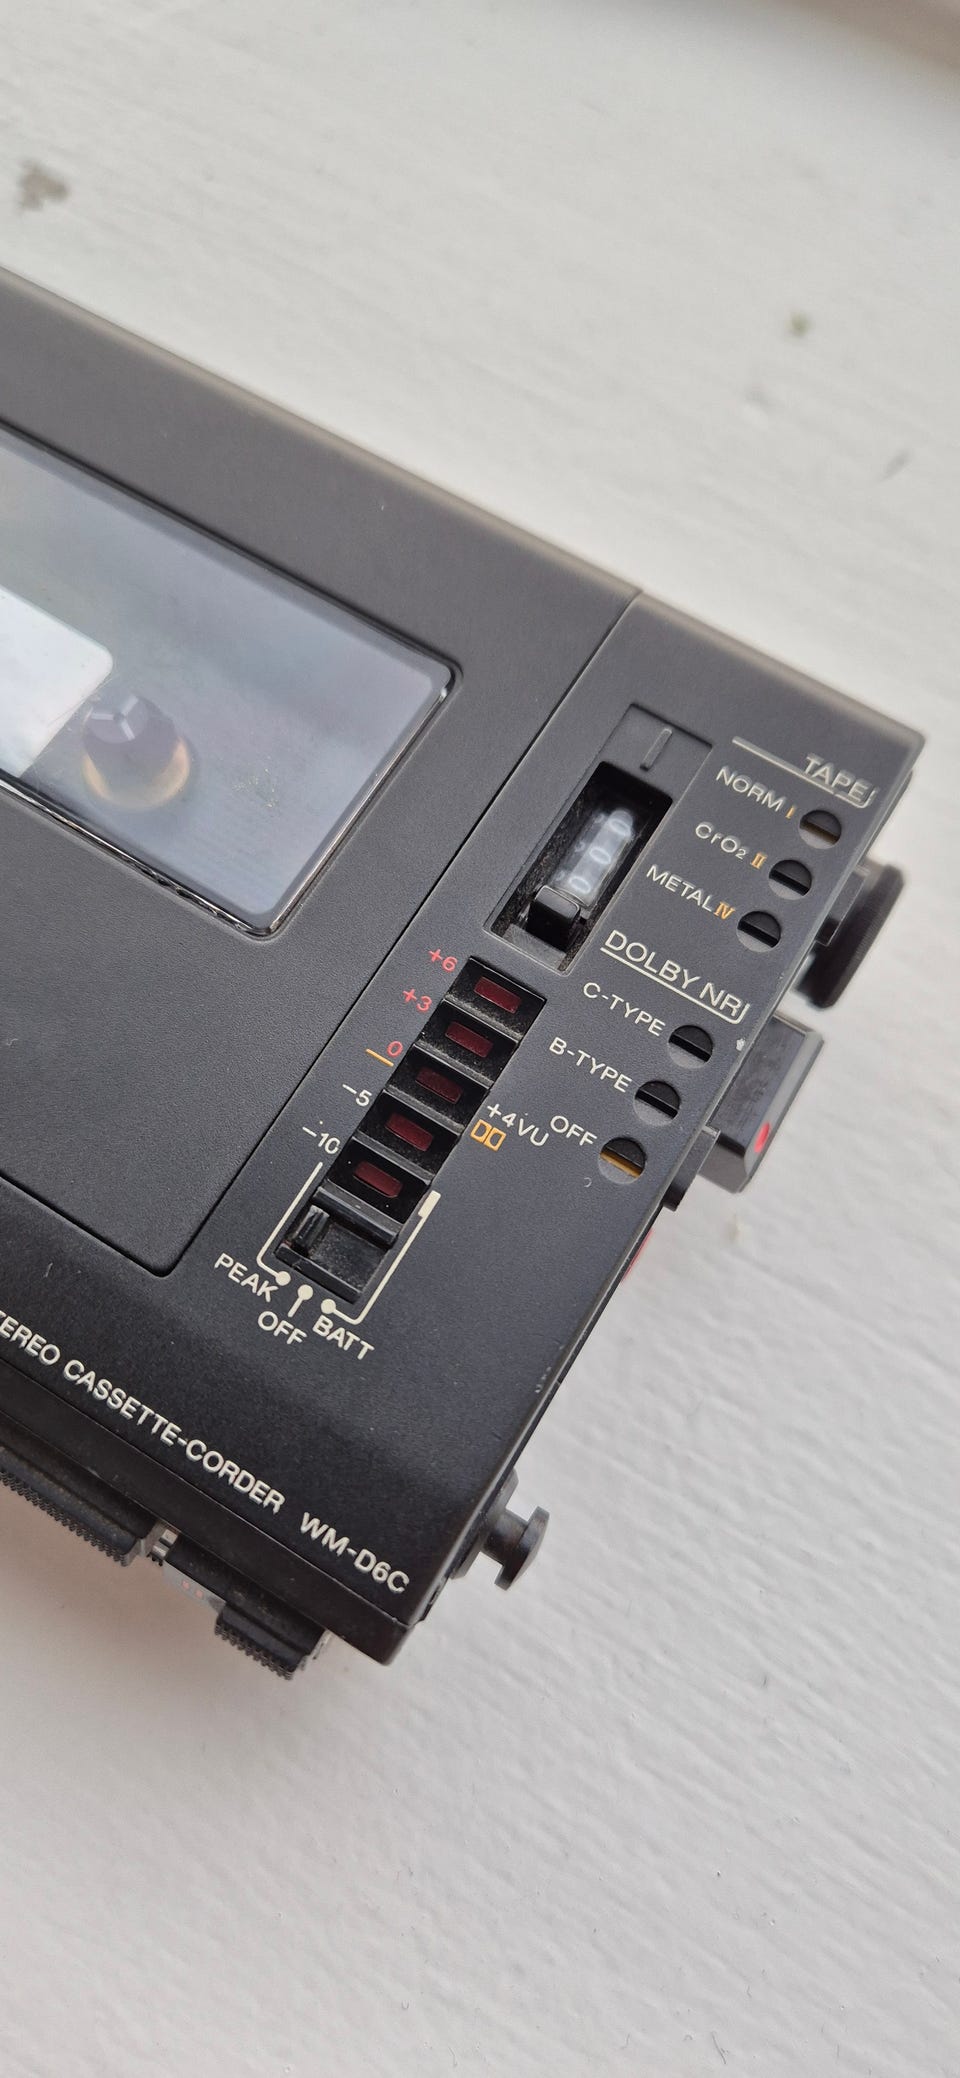 TAPE
NORM I
CrO2 II
METAL IV
DOLBY NR
C-TYPE
B-TYPE
OFF
+6
+3
0
-5
-10
+4VU
PEAK
OFF
BATT
CASSETTE-CORDER WM-D6C